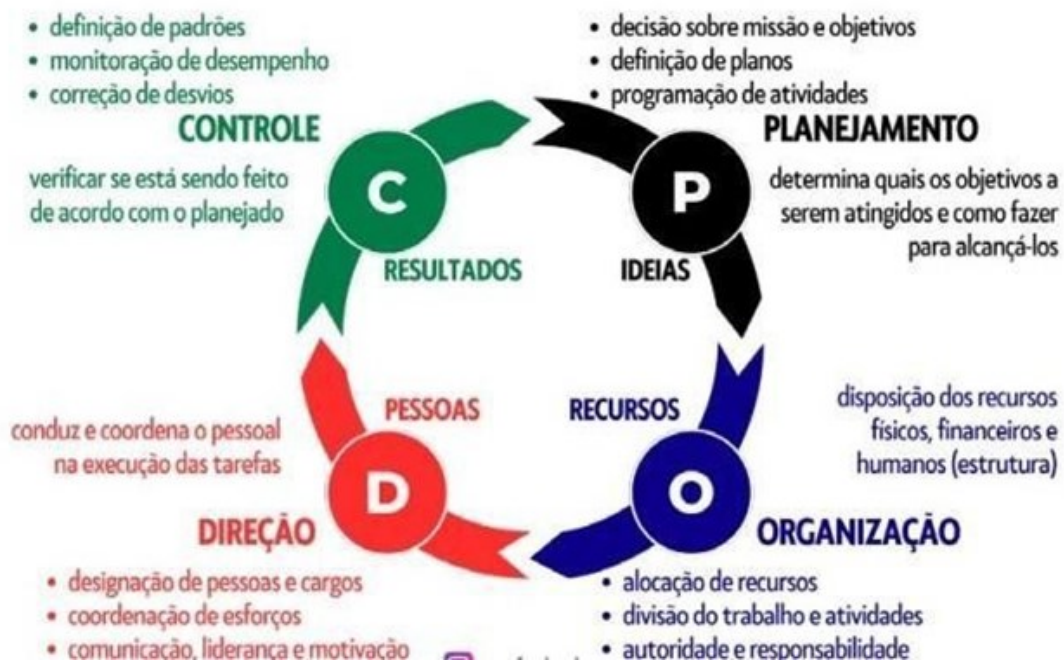 • definição de padrões
• monitoração de desempenho
• correção de desvios
CONTROLE
verificar se está sendo feito
de acordo com o planejado
C
RESULTADOS
• decisão sobre missão e objetivos
• definição de planos
• programação de atividades
PLANEJAMENTO
determina quais os objetivos a
serem atingidos e como fazer
para alcançá-los
P
IDEIAS
RECURSOS
disposição dos recursos
físicos, financeiros e
humanos (estrutura)
O
ORGANIZAÇÃO
• alocação de recursos
• divisão do trabalho e atividades
• autoridade e responsabilidade
PESSOAS
conduz e coordena o pessoal
na execução das tarefas
D
DIREÇÃO
• designação de pessoas e cargos
• coordenação de esforços
• comunicação, liderança e motivação